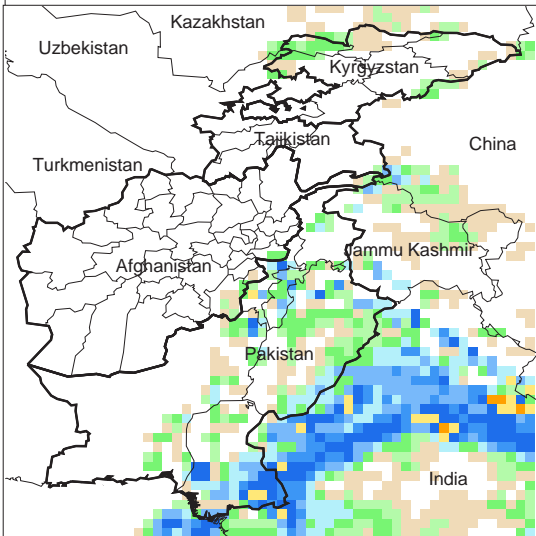 Kazakhstan
Uzbekistan
Kyrgyzstan
Tajikistan
China
Turkmenistan
Jammu Kashmir
Afghanistan
Pakistan
India